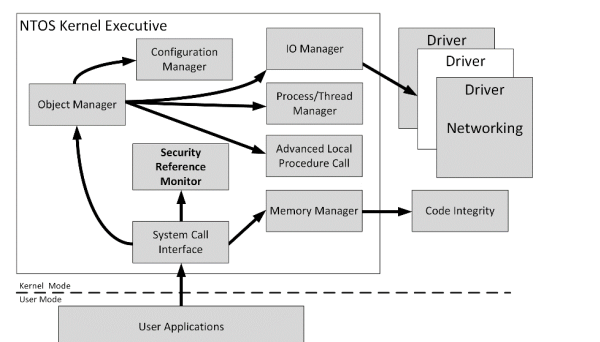 NTOS Kernel Executive
Configuration
Manager
IO Manager
Driver
Driver
Driver
Networking
Object Manager
Process/Thread
Manager
Advanced Local
Procedure Call
Security
Reference
Monitor
Memory Manager
Code Integrity
System Call
Interface
Kernel Mode
User Mode
User Applications